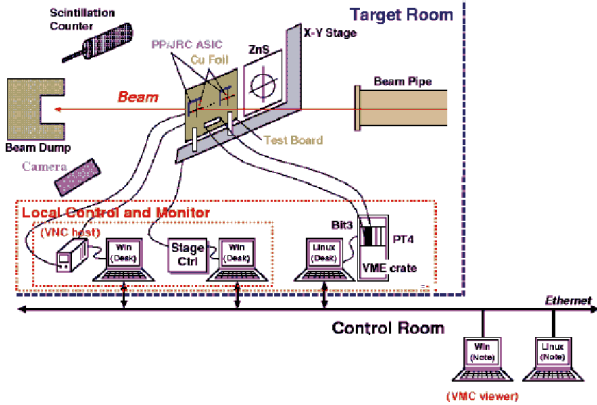 Scintillation
Counter
Target Room
X-Y Stage
PP/JRC ASIC
Cu Foil
ZnS
Beam
Beam Pipe
Beam Dump
Test Board
Camera
Local Control and Monitor
(VNC host)
Win
(Desk)
Stage
Ctrl
Win
(Desk)
Linux
(Desk)
Bit3
PT4
VME crate
Ethernet
Control Room
Win
(Note)
Linux
(Note)
(VMC viewer)